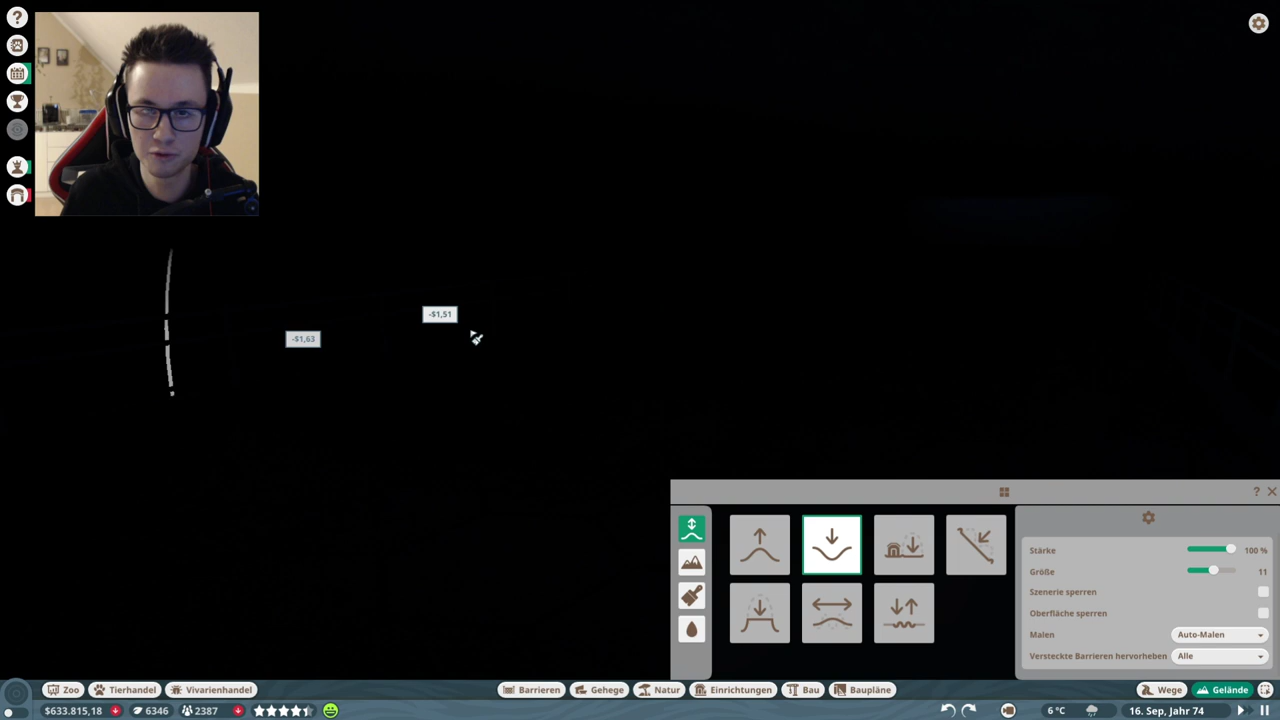 ?
-$1,51
-$1,63
?
Stärke
100 %
Größe
11
Szenerie sperren
Oberfläche sperren
Malen
Auto-Malen
Versteckte Barrieren hervorheben
Alle
Zoo
Tierhandel
Vivarienhandel
Barrieren
Gehege
Natur
Einrichtungen
Bau
Baupläne
Wege
Gelände
$633.815,18
6346
2387
6 °C
16. Sep, Jahr 74